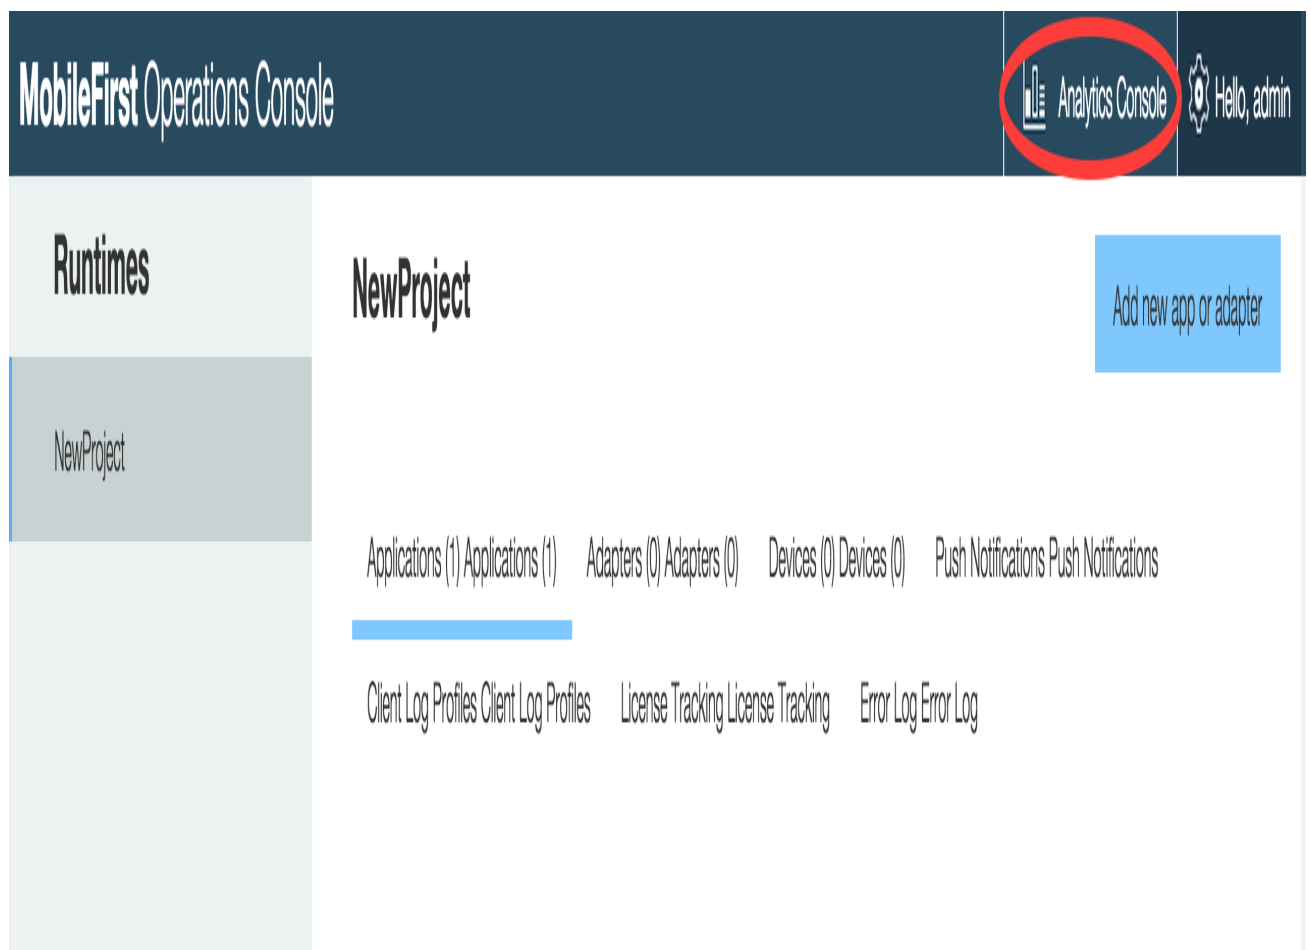 MobileFirst Operations Console
Analytics Console
Hello, admin
Runtimes
NewProject
NewProject
Add new app or adapter
Applications (1) Applications (1) Adapters (0) Adapters (0) Devices (0) Devices (0) Push Notifications Push Notifications
Client Log Profiles Client Log Profiles License Tracking License Tracking Error Log Error Log